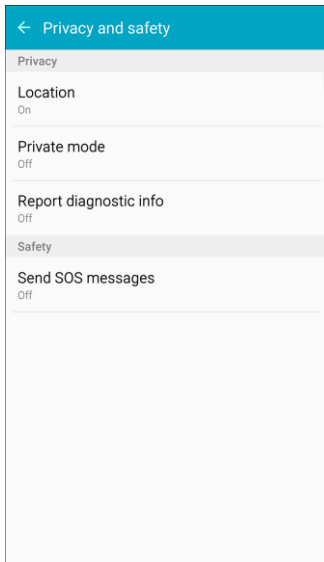 Privacy and safety
Privacy
Location
On
Private mode
Off
Report diagnostic info
Off
Safety
Send SOS messages
Off